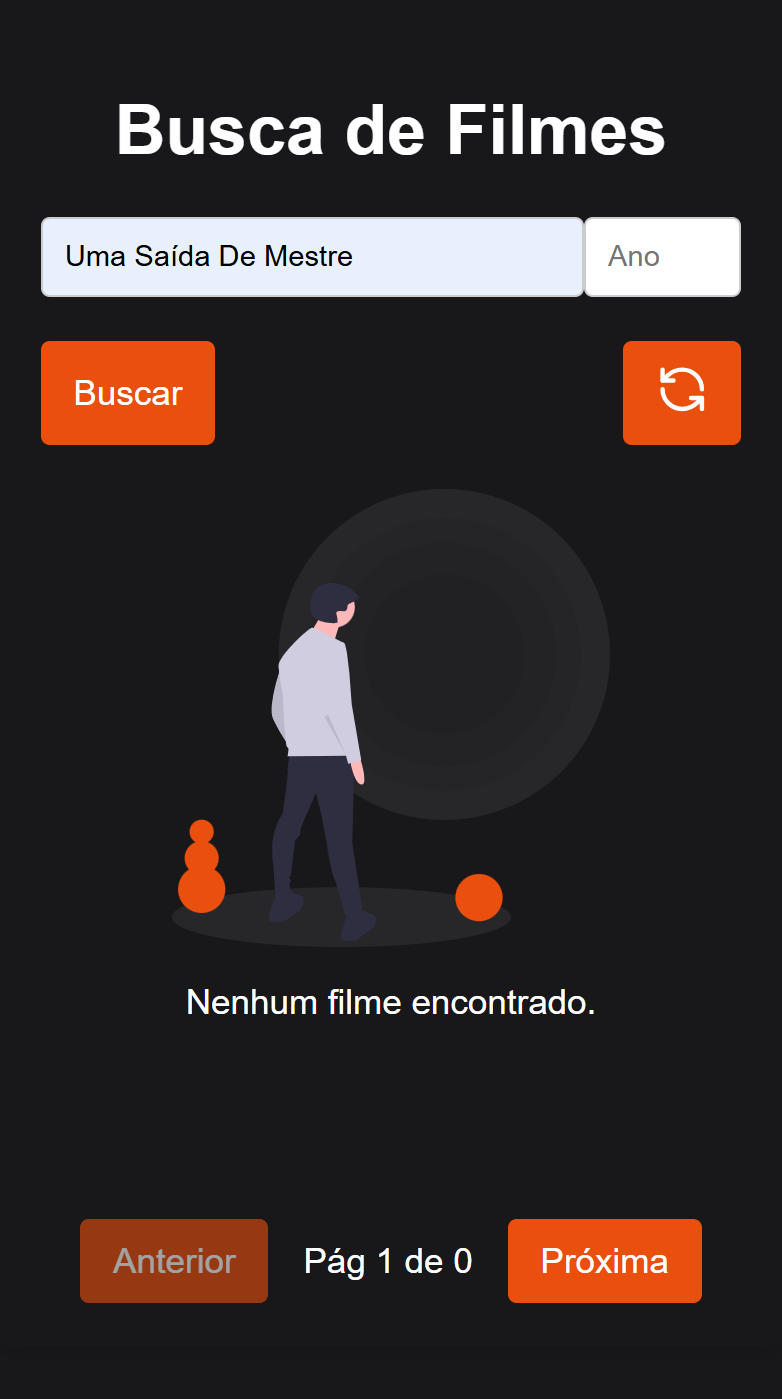 Busca de Filmes
Uma Saída De Mestre
Ano
Buscar
Nenhum filme encontrado.
Anterior
Pág 1 de 0
Próxima